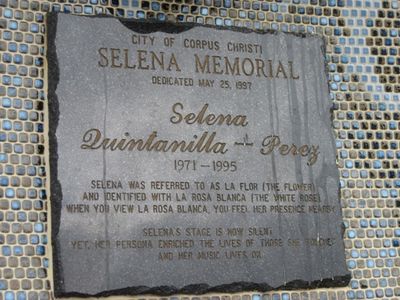 CITY OF CORPUS CHRISTI
SELENA MEMORIAL
DEDICATED MAY 25, 1997
Selena
Quintanilla - Perez
1971-1995
SELENA WAS REFERRED TO AS LA FLOR (THE FLOWER)
AND IDENTIFIED WITH LA ROSA BLANCA (THE WHITE ROSE)
WHEN YOU VIEW LA ROSA BLANCA, YOU FEEL HER PRESENCE NEARBY.
SELENA'S STAGE IS NOW SILENT;
YET, HER PERSONA ENRICHED THE LIVES OF THOSE SHE TOUCHED
AND HER MUSIC LIVES ON.